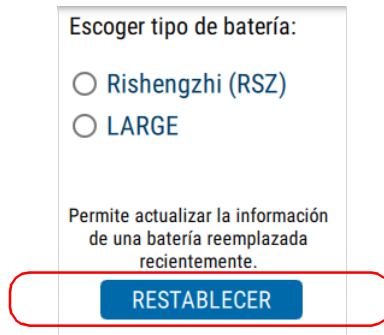 Escoger tipo de batería:
Rishengzhi (RSZ)
LARGE
Permite actualizar la información
de una batería reemplazada
recientemente.
RESTABLECER